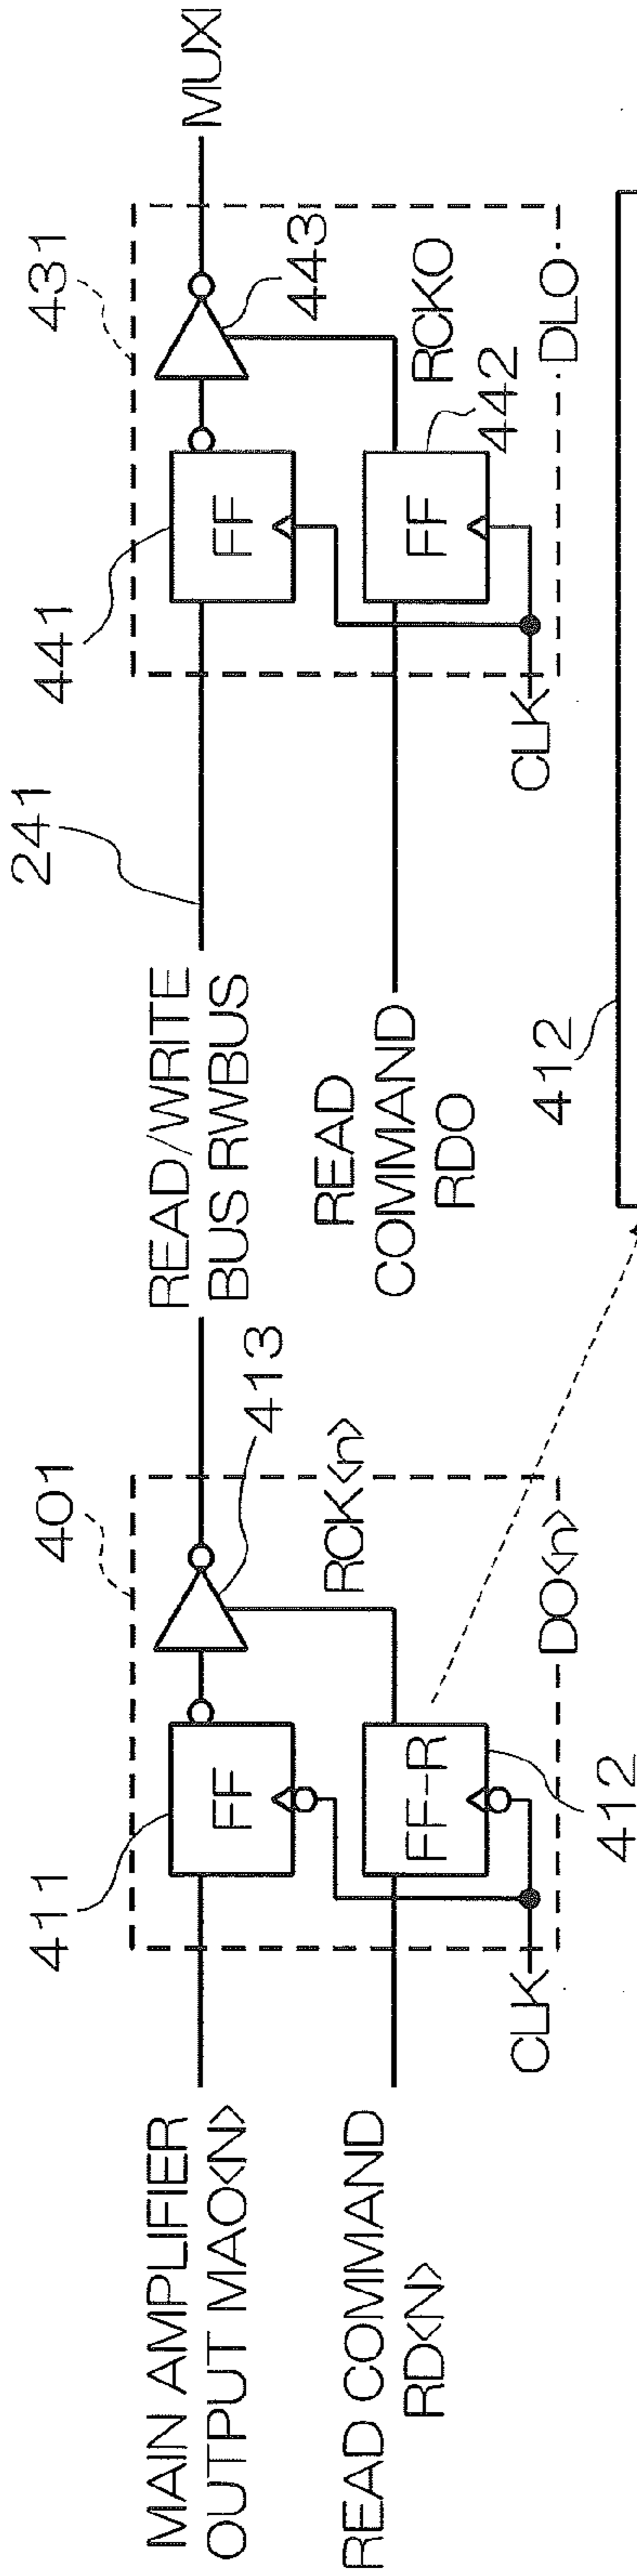 MAIN AMPLIFIER
OUTPUT MAO<N>
READ COMMAND
RD<N>
411
FF
FF-R
412
CLK
401
413
RCK<n>
DO<n>
READ/WRITE
BUS RWBUS
241
READ
COMMAND
RDO
441
FF
FF
442
CLK
431
443
RCKO
DLO
MUX
412